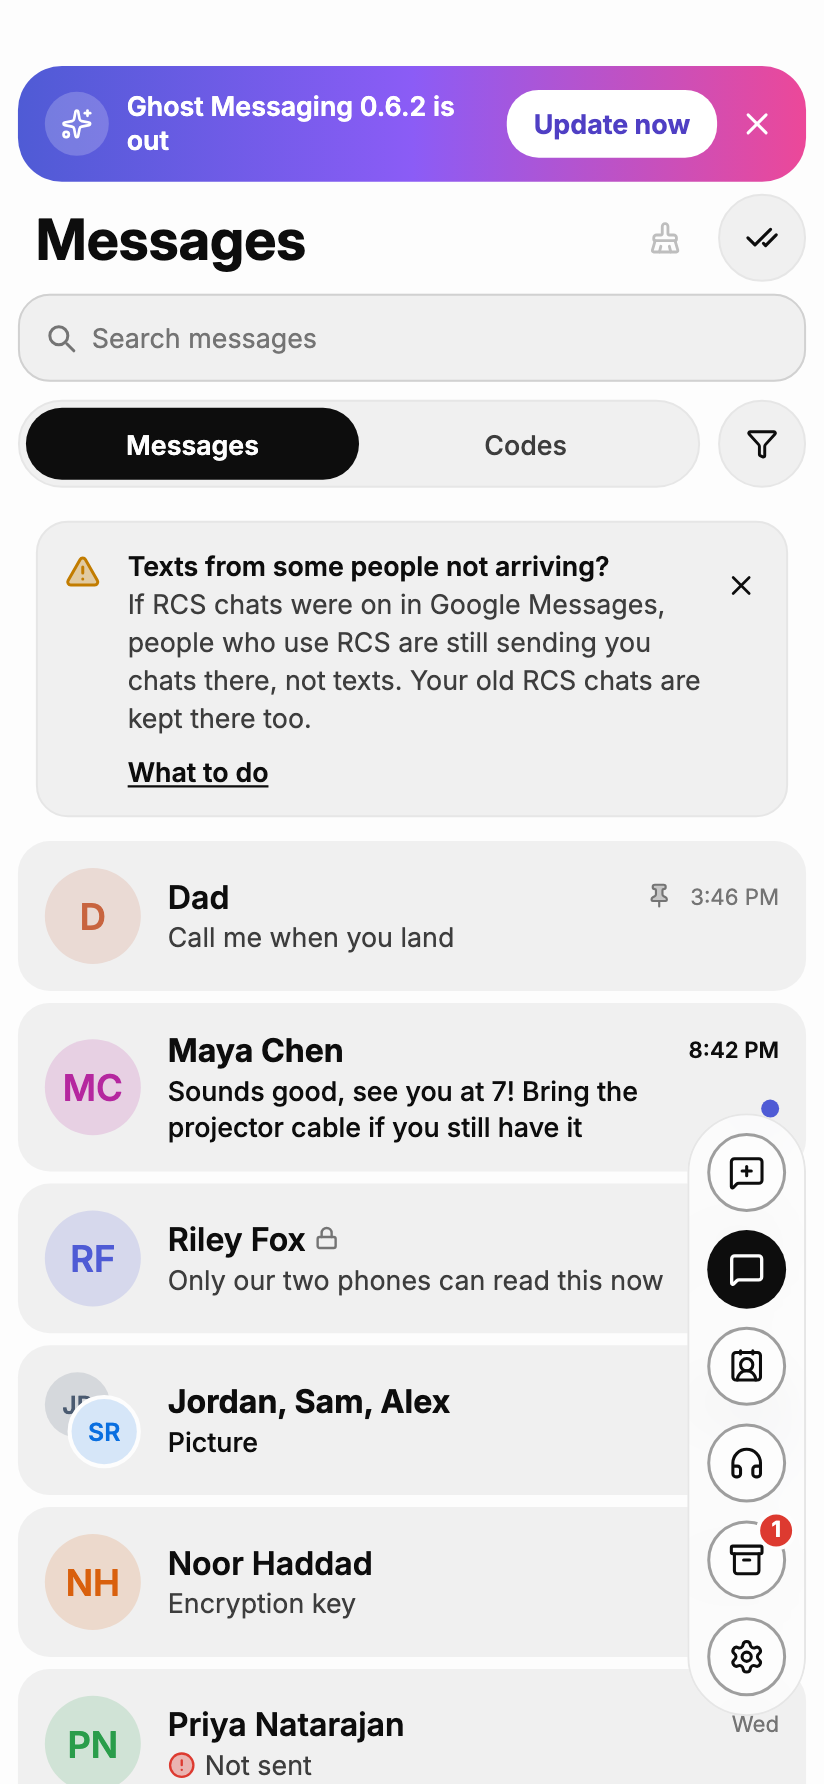 Ghost Messaging 0.6.2 is
out
Update now
Messages
Search messages
Messages
Codes
Texts from some people not arriving?
If RCS chats were on in Google Messages,
people who use RCS are still sending you
chats there, not texts. Your old RCS chats are
kept there too.
What to do
D
Dad
3:46 PM
Call me when you land
MC
Maya Chen
8:42 PM
Sounds good, see you at 7! Bring the
projector cable if you still have it
RF
Riley Fox
Only our two phones can read this now
SR
Jordan, Sam, Alex
Picture
NH
Noor Haddad
Encryption key
1
PN
Priya Natarajan
Wed
Not sent